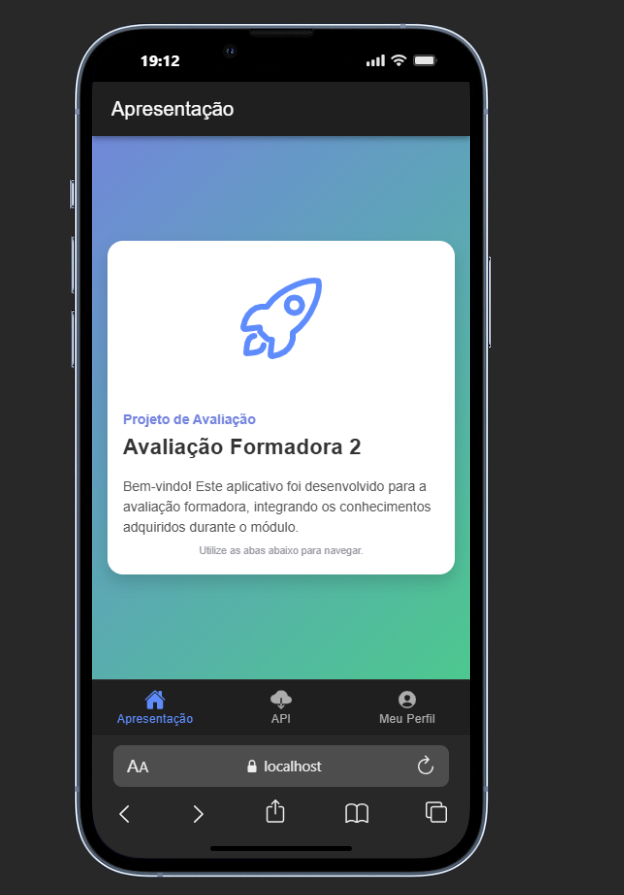 19:12
Apresentação
Projeto de Avaliação
Avaliação Formadora 2
Bem-vindo! Este aplicativo foi desenvolvido para a
avaliação formadora, integrando os conhecimentos
adquiridos durante o módulo.
Utilize as abas abaixo para navegar.
Apresentação
API
Meu Perfil
AA
localhost